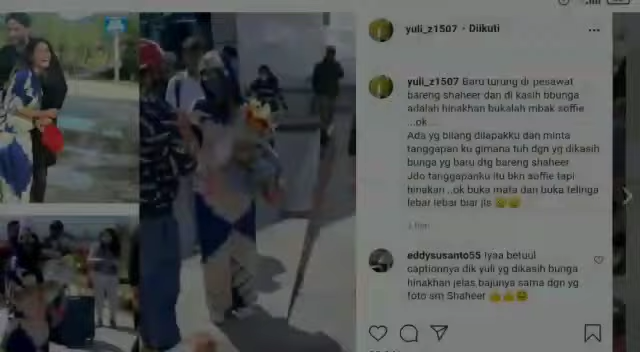 yuli_z1507 • Diikuti
yuli_z1507 Baru turung di pesawat
bareng shaheer dan di kasih bbunga
adalah hinakhan bukalah mbak soffie
...ok...
Ada yg bilang dilapakku dan minta
tanggapan ku gimana tuh dgn yg dikasih
bunga yg baru dtg bareng shaheer
Jdo tanggapanku itu bkn soffie tapi
hinakan ..ok buka mata dan buka telinga
lebar lebar biar jls
eddysusanto55 Iyaa betuul
captionnya dik yuli yg dikasih bunga
hinakhan jelas bajunya sama dgn yg
foto sm Shaheer